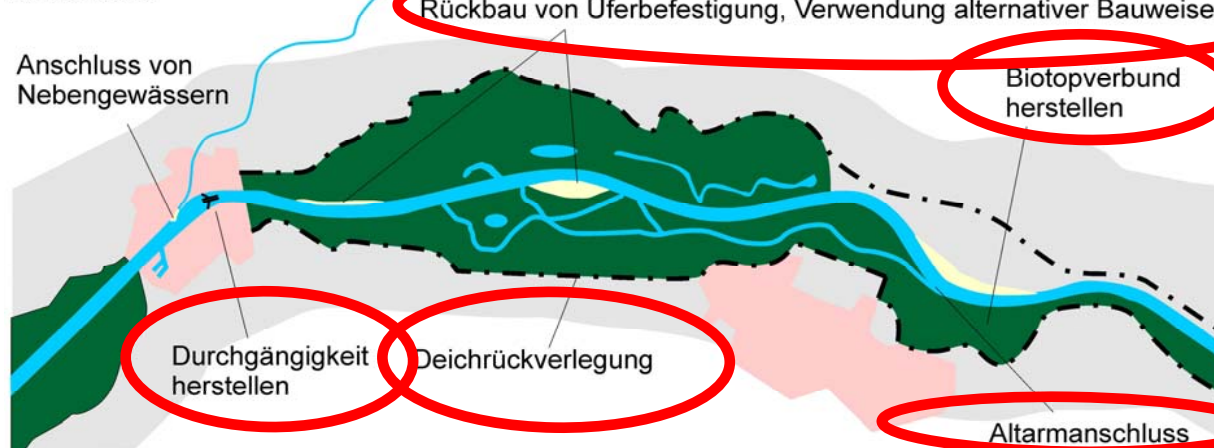 Rückbau von Uferbefestigung, Verwendung alternativer Bauweise
Anschluss von
Nebengewässern
Biotopverbund
herstellen
Durchgängigkeit
herstellen
Deichrückverlegung
Altarmanschluss